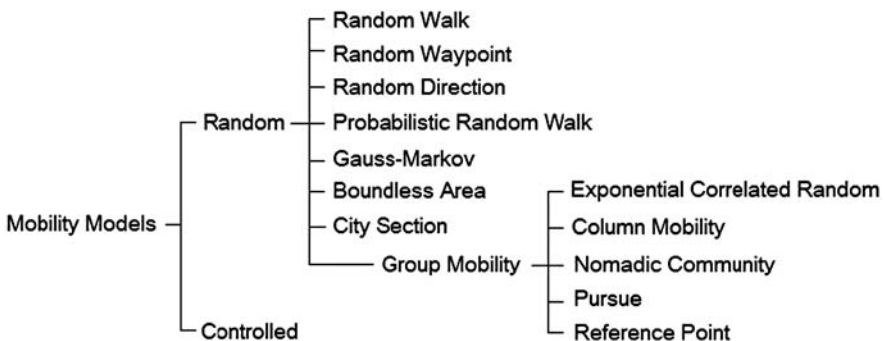 Random Walk
Random Waypoint
Random Direction
Random
Probabilistic Random Walk
Gauss-Markov
Boundless Area
Exponential Correlated Random
Mobility Models
City Section
Column Mobility
Group Mobility
Nomadic Community
Pursue
Controlled
Reference Point